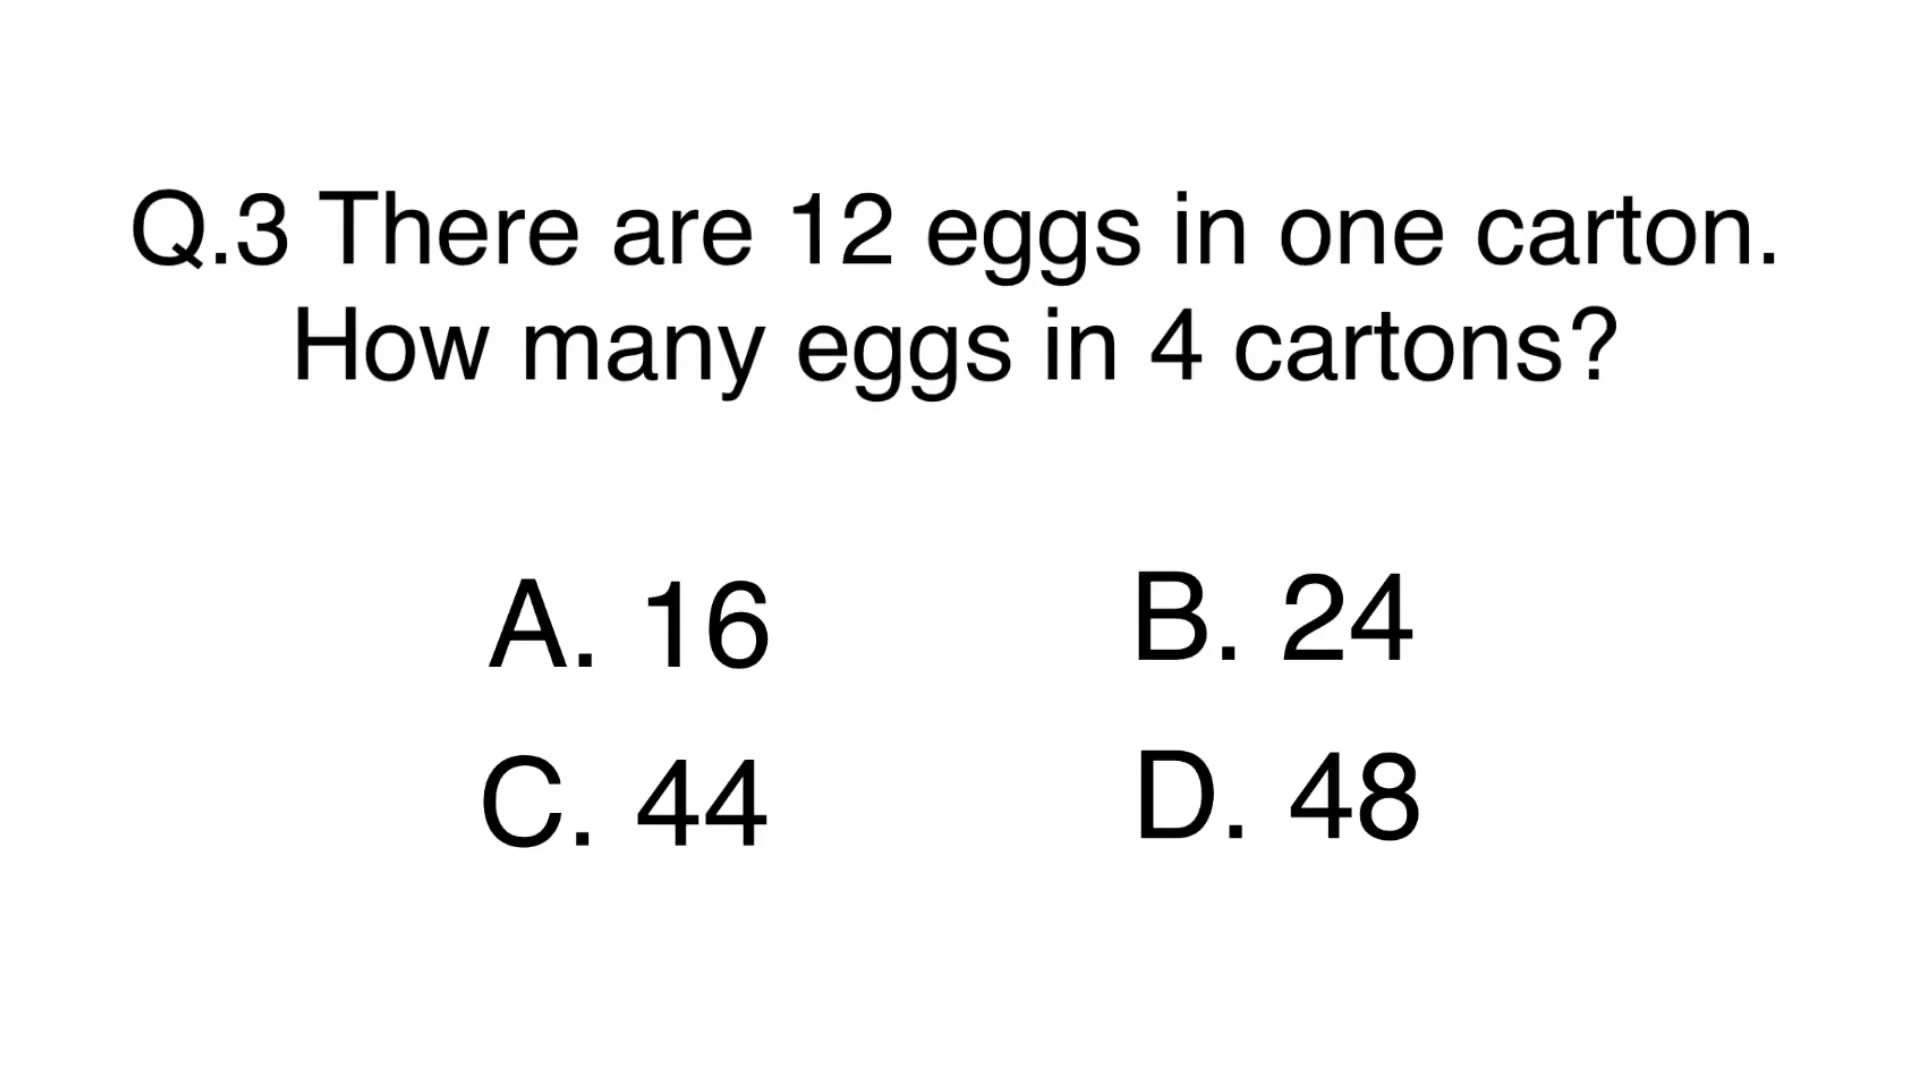 Q.3 There are 12 eggs in one carton.
How many eggs in 4 cartons?
A. 16
B. 24
C. 44
D. 48